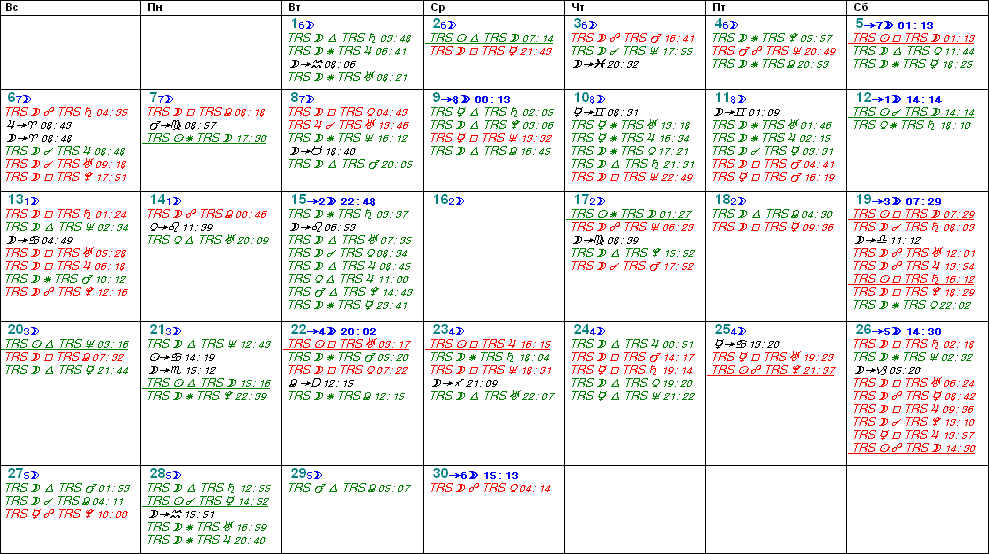 Вс Пн Вт Ср Чт Пт Сб
1 6☽
TRS ☽ △ TRS ♄ 03:48
TRS ☽ ⚹ TRS ♃ 06:41
☽→♒ 08:06
TRS ☽ ⚹ TRS ♅ 08:21
2 6☽
TRS ☉ △ TRS ☽ 07:14
TRS ☽ □ TRS ☿ 21:43
3 6☽
TRS ☽ ☍ TRS ♂ 16:41
TRS ☽ ☌ TRS ♆ 17:55
☽→♓ 20:32
4 6☽
TRS ☽ ⚹ TRS ♇ 05:57
TRS ♂ ☍ TRS ♆ 20:49
TRS ☽ ⚹ TRS ☊ 20:53
5→7☽ 01:13
TRS ☉ □ TRS ☽ 01:13
TRS ☽ △ TRS ♀ 11:44
TRS ☽ ⚹ TRS ☿ 18:25
6 7☽
TRS ☽ ☍ TRS ♄ 04:35
♃→♈ 08:43
☽→♈ 08:48
TRS ☽ ☌ TRS ♃ 08:48
TRS ☽ ☌ TRS ♅ 09:18
TRS ☽ □ TRS ♇ 17:51
7 7☽
TRS ☽ □ TRS ☊ 08:18
♂→♍ 08:57
TRS ☉ ⚹ TRS ☽ 17:30
8 7☽
TRS ☽ □ TRS ♀ 04:43
TRS ♃ ☌ TRS ♅ 13:46
TRS ☽ ⚹ TRS ♆ 16:12
☽→♉ 18:40
TRS ☽ △ TRS ♂ 20:05
9→8☽ 00:13
TRS ☿ △ TRS ♄ 02:05
TRS ☽ △ TRS ♇ 03:06
TRS ☿ □ TRS ♆ 13:32
TRS ☽ △ TRS ☊ 16:45
10 8☽
☿→♊ 08:31
TRS ☿ ⚹ TRS ♅ 13:18
TRS ☿ ⚹ TRS ♃ 16:34
TRS ☽ ⚹ TRS ♀ 17:21
TRS ☽ △ TRS ♄ 21:31
TRS ☽ □ TRS ♆ 22:49
11 8☽
☽→♊ 01:09
TRS ☽ ⚹ TRS ♅ 01:46
TRS ☽ ⚹ TRS ♃ 02:15
TRS ☽ ☌ TRS ☿ 03:31
TRS ☽ □ TRS ♂ 04:41
TRS ☿ □ TRS ♂ 16:19
12→1☽ 14:14
TRS ☉ ☌ TRS ☽ 14:14
TRS ♀ ⚹ TRS ♄ 18:10
13 1☽
TRS ☽ □ TRS ♄ 01:24
TRS ☽ △ TRS ♆ 02:34
☽→♋ 04:49
TRS ☽ □ TRS ♅ 05:28
TRS ☽ □ TRS ♃ 06:18
TRS ☽ ⚹ TRS ♂ 10:12
TRS ☽ ☍ TRS ♇ 12:16
14 1☽
TRS ☽ ☍ TRS ☊ 00:46
♀→♌ 11:39
TRS ♀ △ TRS ♅ 20:09
15→2☽ 22:48
TRS ☽ ⚹ TRS ♄ 03:37
☽→♌ 06:53
TRS ☽ △ TRS ♅ 07:35
TRS ☽ ☌ TRS ♀ 08:34
TRS ☽ △ TRS ♃ 08:45
TRS ♀ △ TRS ♃ 11:00
TRS ♂ △ TRS ♇ 14:43
TRS ☽ ⚹ TRS ☿ 23:41
16 2☽
17 2☽
TRS ☉ ⚹ TRS ☽ 01:27
TRS ☽ ☍ TRS ♆ 06:23
☽→♍ 08:39
TRS ☽ △ TRS ♇ 15:52
TRS ☽ ☌ TRS ♂ 17:52
18 2☽
TRS ☽ △ TRS ☊ 04:30
TRS ☽ □ TRS ☿ 09:36
19→3☽ 07:29
TRS ☉ □ TRS ☽ 07:29
TRS ☽ ☌ TRS ♄ 08:03
☽→♎ 11:12
TRS ☽ ☍ TRS ♅ 12:01
TRS ☽ ☍ TRS ♃ 13:54
TRS ☉ □ TRS ♄ 16:12
TRS ☽ □ TRS ♇ 18:29
TRS ☽ ⚹ TRS ♀ 22:02
20 3☽
TRS ☉ △ TRS ♆ 03:16
TRS ☽ □ TRS ☊ 07:32
TRS ☽ △ TRS ☿ 21:44
21 3☽
TRS ☽ △ TRS ♆ 12:43
☉→♋ 14:19
☽→♏ 15:12
TRS ☉ △ TRS ☽ 15:16
TRS ☽ ⚹ TRS ♇ 22:39
22→4☽ 20:02
TRS ☉ □ TRS ♅ 03:17
TRS ☽ ⚹ TRS ♂ 05:20
TRS ☽ □ TRS ♀ 07:22
☊→D 12:15
TRS ☽ ⚹ TRS ☊ 12:15
23 4☽
TRS ☉ □ TRS ♃ 16:15
TRS ☽ ⚹ TRS ♄ 18:04
TRS ☽ □ TRS ♆ 18:31
☽→♐ 21:09
TRS ☽ △ TRS ♅ 22:07
24 4☽
TRS ☽ △ TRS ♃ 00:51
TRS ☽ □ TRS ♂ 14:17
TRS ☿ □ TRS ♄ 19:14
TRS ☽ △ TRS ♀ 19:20
TRS ☿ △ TRS ♆ 21:22
25 4☽
☿→♋ 13:20
TRS ☿ □ TRS ♅ 19:23
TRS ☉ ☍ TRS ♇ 21:37
26→5☽ 14:30
TRS ☽ □ TRS ♄ 02:18
TRS ☽ ⚹ TRS ♆ 02:32
☽→♑ 05:20
TRS ☽ □ TRS ♅ 06:24
TRS ☽ ☍ TRS ☿ 08:42
TRS ☽ □ TRS ♃ 09:36
TRS ☽ ☌ TRS ♇ 13:10
TRS ☿ □ TRS ♃ 13:57
TRS ☉ ☍ TRS ☽ 14:30
27 5☽
TRS ☽ △ TRS ♂ 01:53
TRS ☽ ☌ TRS ☊ 04:11
TRS ☿ ☍ TRS ♇ 10:00
28 5☽
TRS ☽ △ TRS ♄ 12:55
TRS ☉ ☌ TRS ☿ 14:52
☽→♒ 15:51
TRS ☽ ⚹ TRS ♅ 16:59
TRS ☽ ⚹ TRS ♃ 20:40
29 5☽
TRS ♂ △ TRS ☊ 05:07
30→6☽ 15:13
TRS ☽ ☍ TRS ♀ 04:14